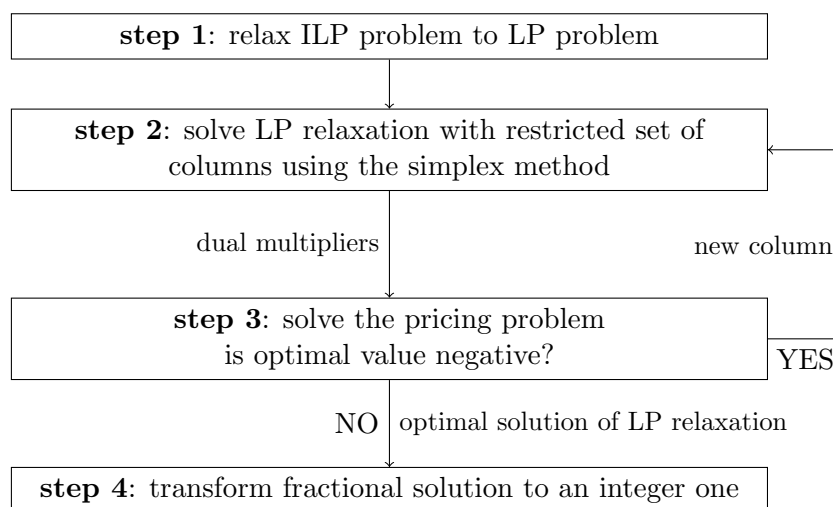 step 1: relax ILP problem to LP problem
step 2: solve LP relaxation with restricted set of
columns using the simplex method
dual multipliers
new column
step 3: solve the pricing problem
is optimal value negative?
YES
NO
optimal solution of LP relaxation
step 4: transform fractional solution to an integer one